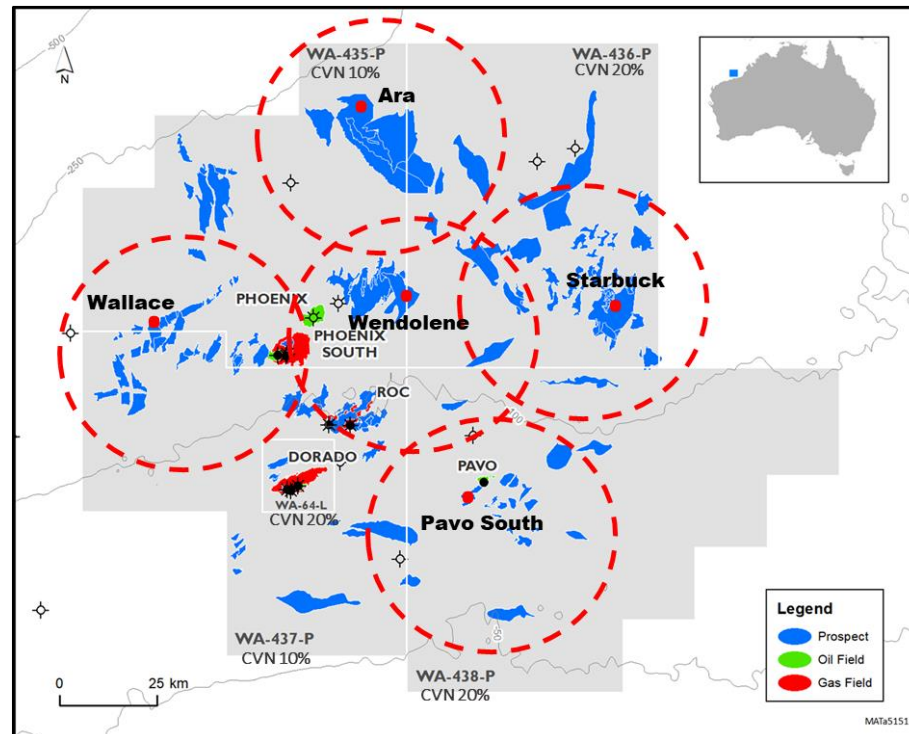 -500
N
WA-435-P
CVN 10%
WA-436-P
CVN 20%
Ara
-250
Starbuck
Wallace
PHOENIX
Wendolene
PHOENIX
SOUTH
ROC
-100
DORADO
PAVO
WA-64-L
CVN 20%
Pavo South
WA-437-P
CVN 10%
-50
WA-438-P
CVN 20%
0
25 km
Legend
Prospect
Oil Field
Gas Field
MATa5151